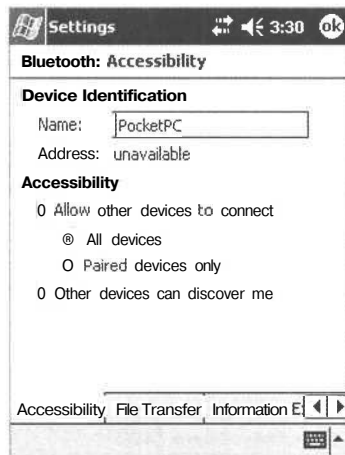 Settings 3:30 ok
Bluetooth: Accessibility
Device Identification
Name: PocketPC
Address: unavailable
Accessibility
0 Allow other devices to connect
® All devices
O Paired devices only
0 Other devices can discover me
Accessibility File Transfer Information E